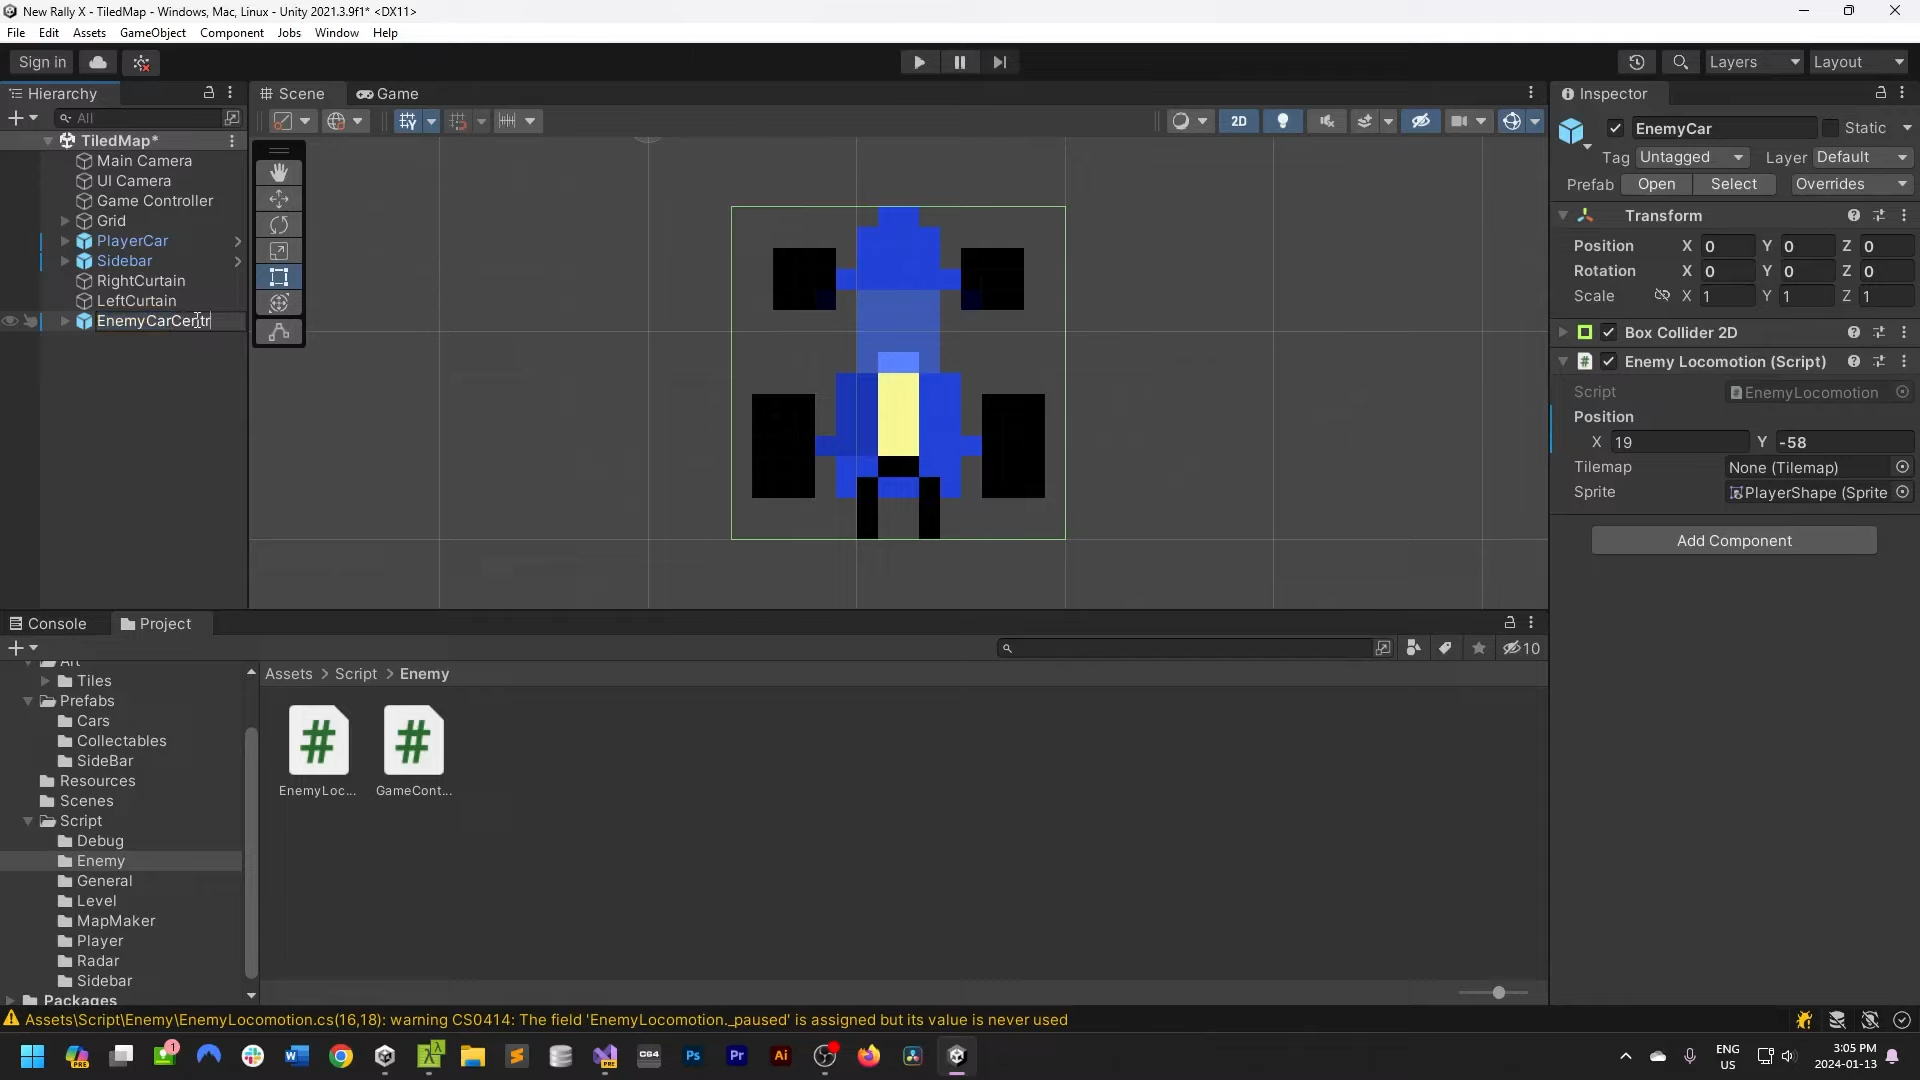 New Rally X - TiledMap - Windows, Mac, Linux - Unity 2021.3.9f1* <DX11>
File Edit Assets GameObject Component Jobs Window Help
Sign in
Layers
Layout
Hierarchy
Scene
Game
Inspector
All
2D
TiledMap*
Main Camera
UI Camera
Game Controller
Grid
PlayerCar
Sidebar
RightCurtain
LeftCurtain
EnemyCarCentr
EnemyCar
Static
Tag Untagged
Layer Default
Prefab Open Select Overrides
Transform
Position X 0 Y 0 Z 0
Rotation X 0 Y 0 Z 0
Scale X 1 Y 1 Z 1
Box Collider 2D
Enemy Locomotion (Script)
Script EnemyLocomotion
Position
X 19 Y -58
Tilemap None (Tilemap)
Sprite PlayerShape (Sprite
Add Component
Console
Project
10
Art
Tiles
Prefabs
Cars
Collectables
SideBar
Resources
Scenes
Script
Debug
Enemy
General
Level
MapMaker
Player
Radar
Sidebar
Packages
Assets > Script > Enemy
EnemyLoc...
GameCont...
Assets\Script\Enemy\EnemyLocomotion.cs(16,18): warning CS0414: The field 'EnemyLocomotion._paused' is assigned but its value is never used
PRE
1
CG4
Ps
Pr
Ai
ENG
US
3:05 PM
2024-01-13